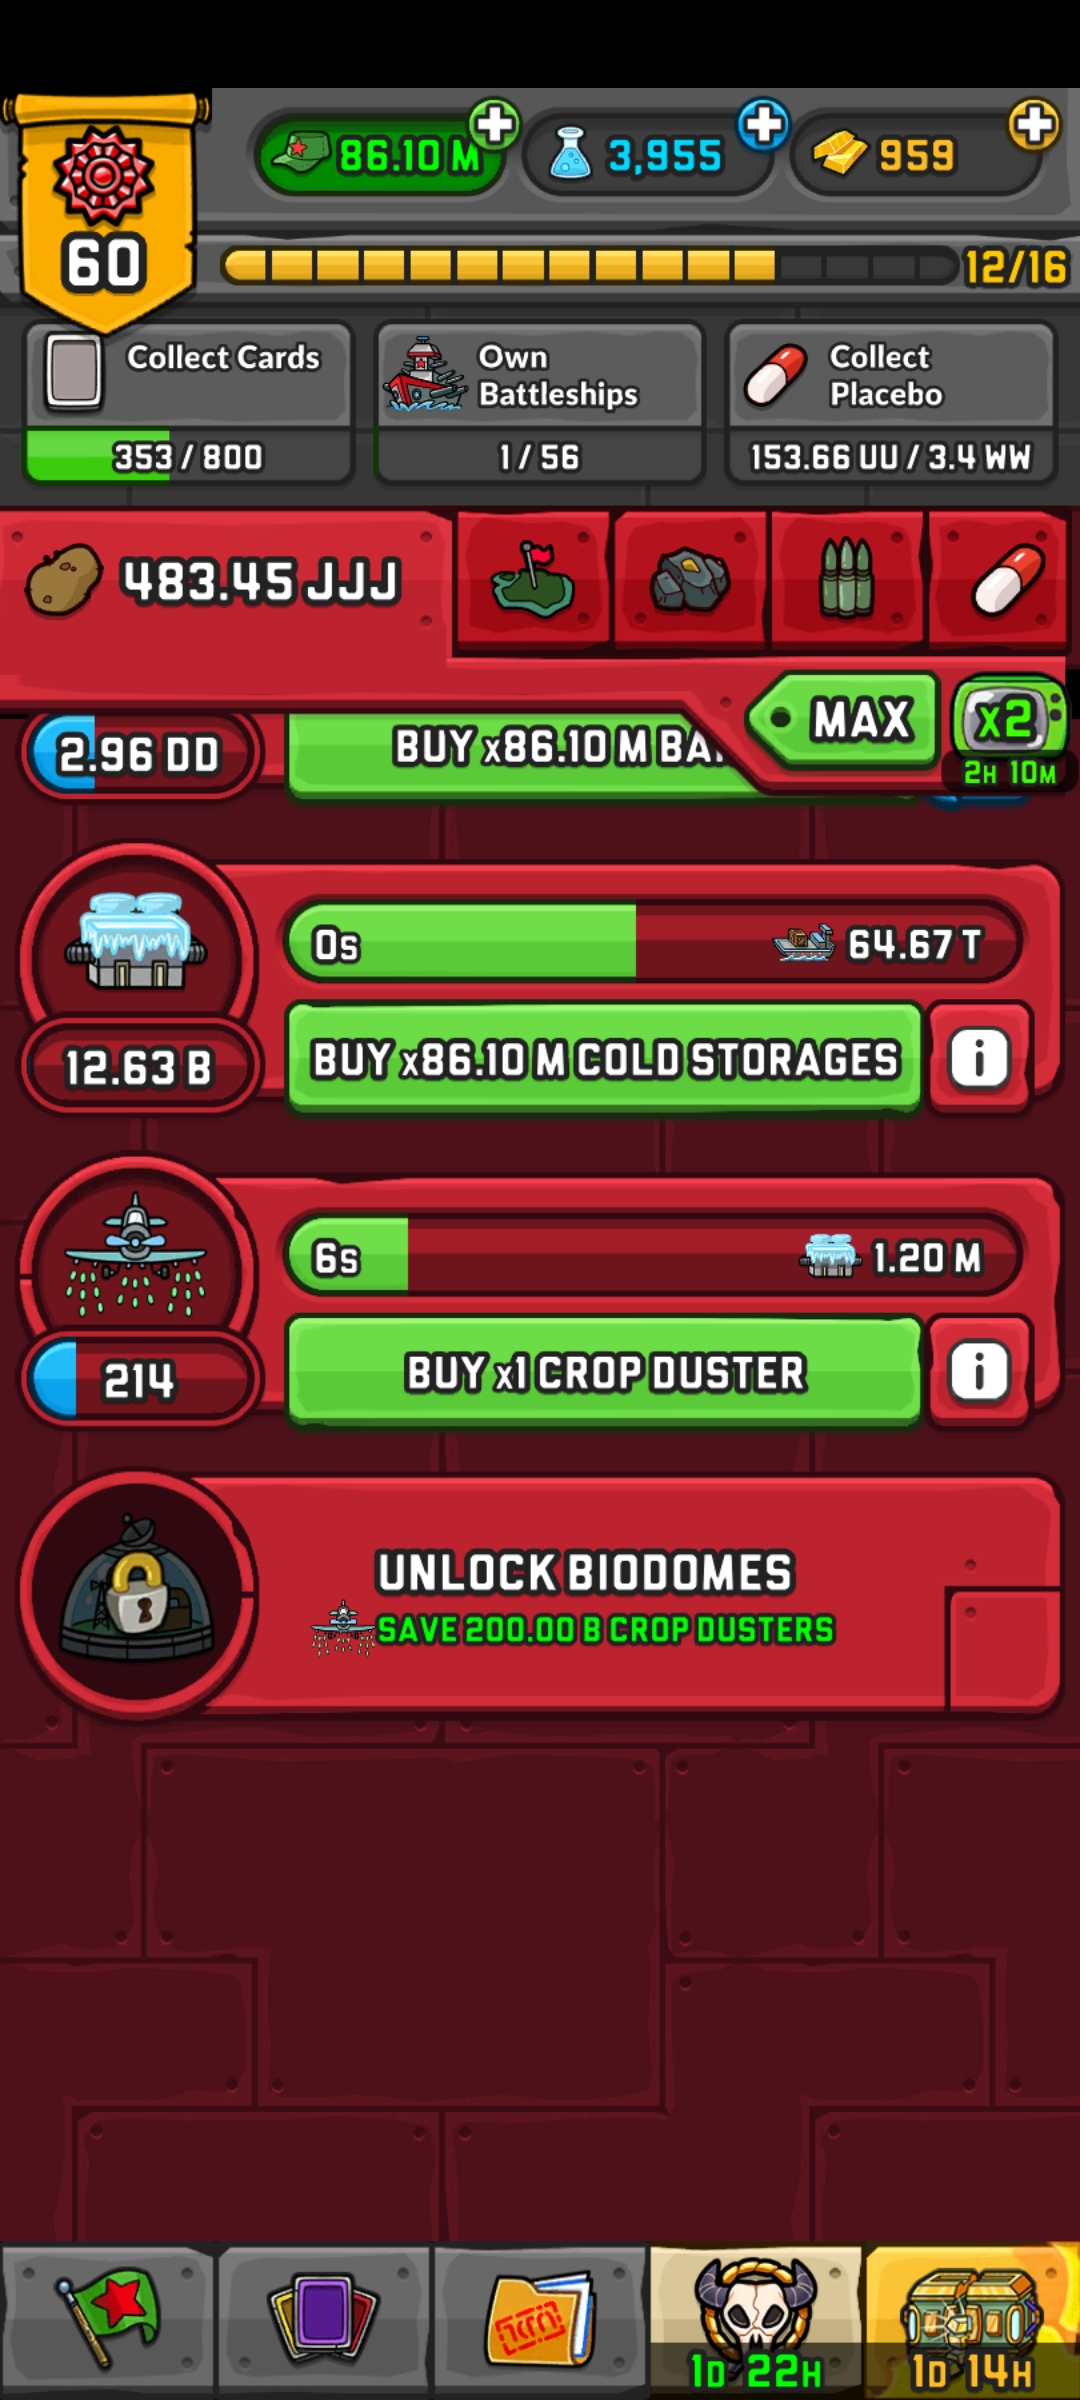 60
86.10 M
3,955
959
12/16
Collect Cards
353 / 800
Own
Battleships
1 / 56
Collect
Placebo
153.66 UU / 3.4 WW
483.45 JJJ
MAX
x2
2H 10M
2.96 DD
BUY x86.10 M BA
0s
64.67 T
12.63 B
BUY x86.10 M COLD STORAGES
i
6s
1.20 M
214
BUY x1 CROP DUSTER
i
UNLOCK BIODOMES
SAVE 200.00 B CROP DUSTERS
1D 22H
1D 14H